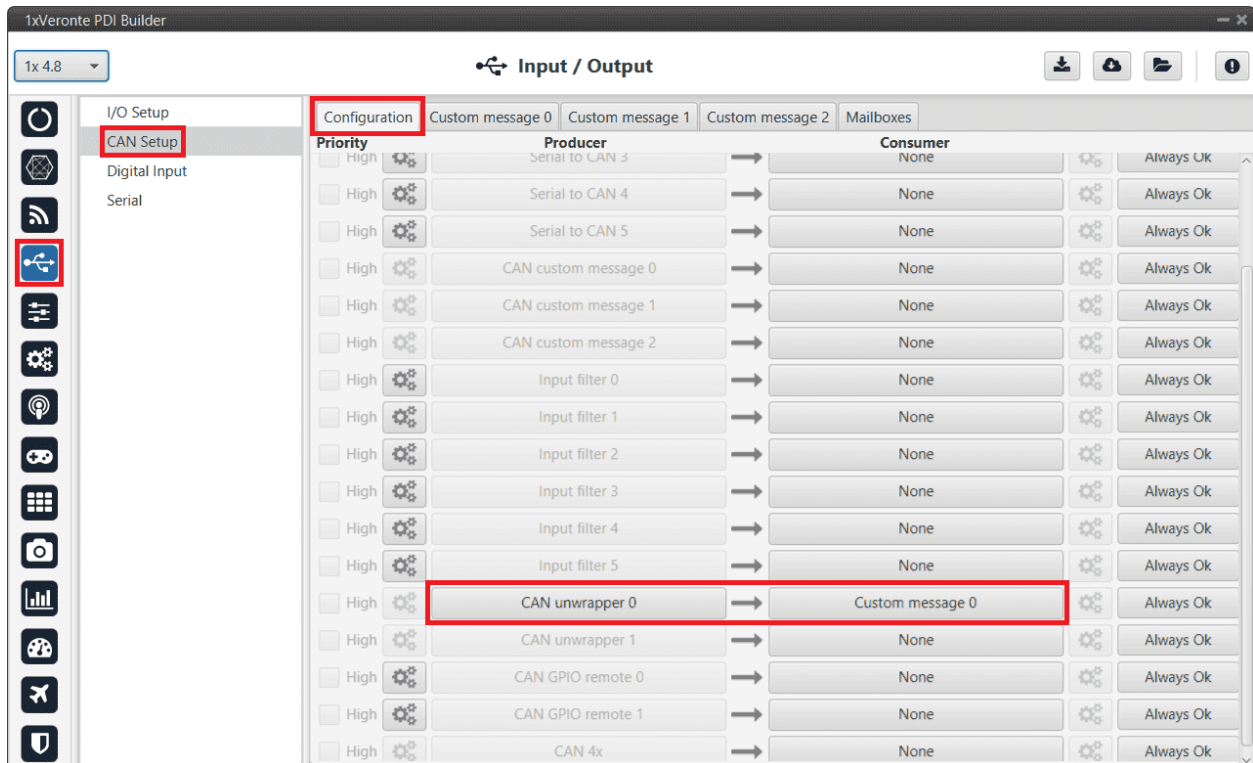 1xVeronte PDI Builder
1x 4.8
Input / Output
I/O Setup
CAN Setup
Digital Input
Serial
Configuration Custom message 0 Custom message 1 Custom message 2 Mailboxes
Priority Producer Consumer
High Serial to CAN 3 None Always Ok
High Serial to CAN 4 None Always Ok
High Serial to CAN 5 None Always Ok
High CAN custom message 0 None Always Ok
High CAN custom message 1 None Always Ok
High CAN custom message 2 None Always Ok
High Input filter 0 None Always Ok
High Input filter 1 None Always Ok
High Input filter 2 None Always Ok
High Input filter 3 None Always Ok
High Input filter 4 None Always Ok
High Input filter 5 None Always Ok
High CAN unwrapper 0 Custom message 0 Always Ok
High CAN unwrapper 1 None Always Ok
High CAN GPIO remote 0 None Always Ok
High CAN GPIO remote 1 None Always Ok
High CAN 4x None Always Ok